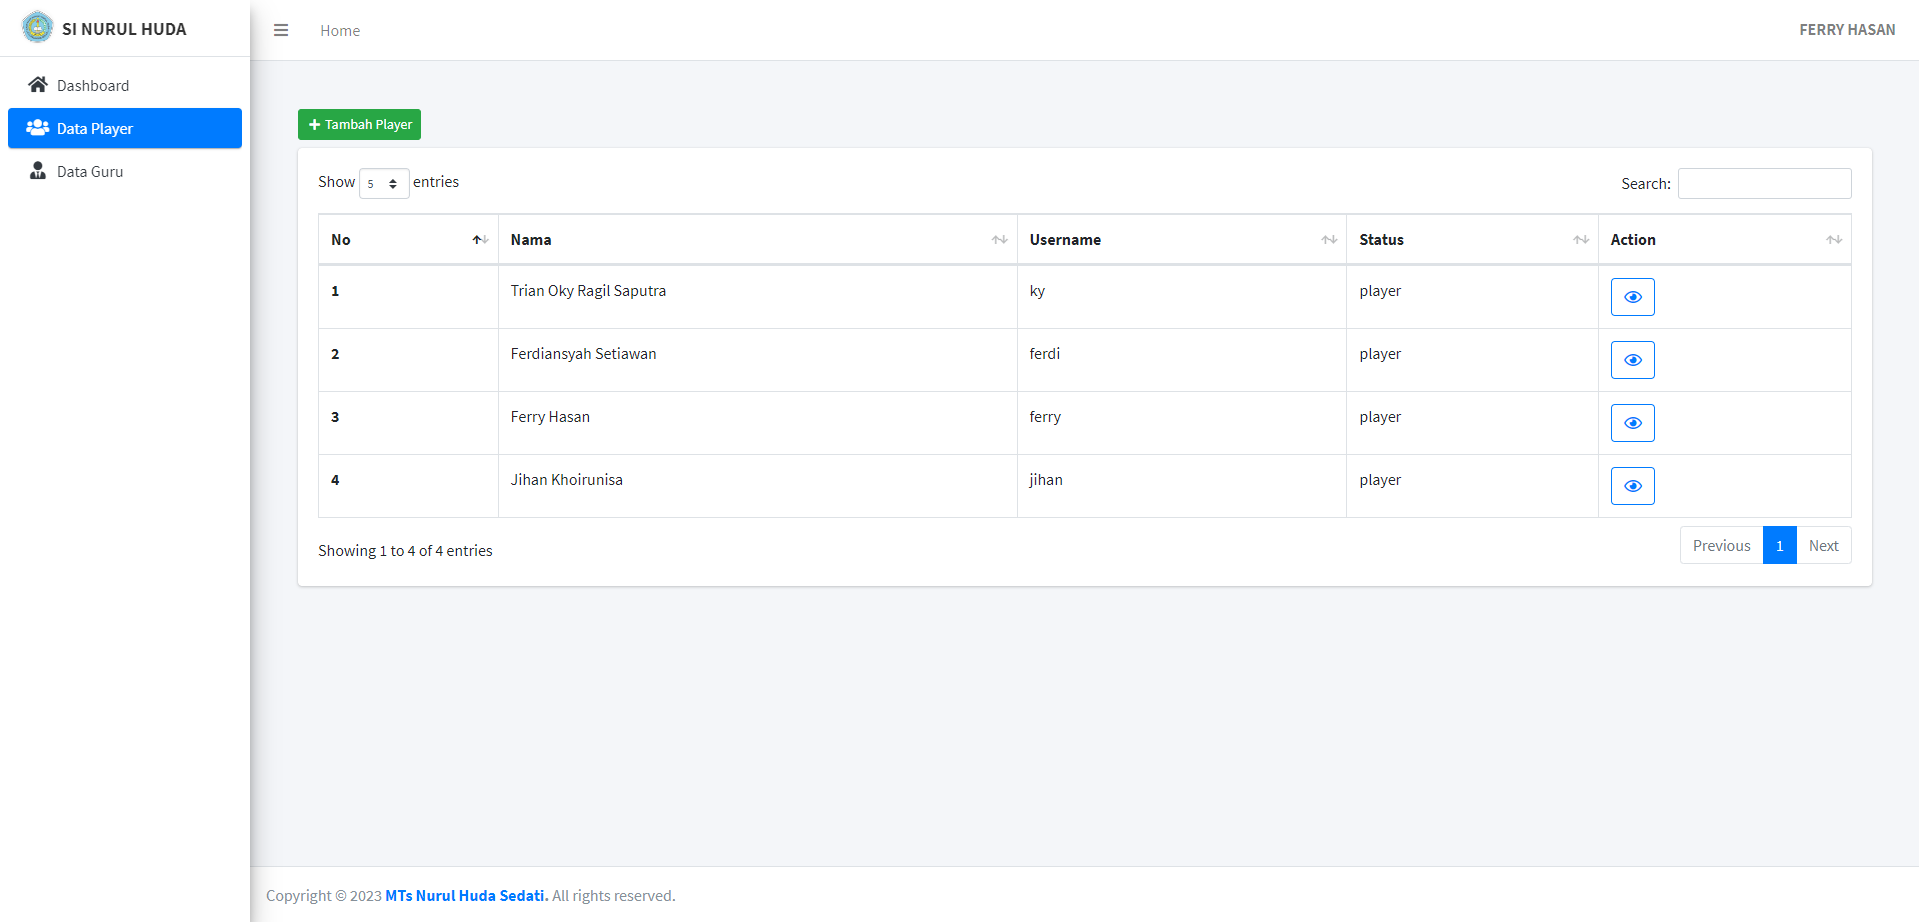 SI NURUL HUDA
Home
FERRY HASAN
Dashboard
Data Player
Data Guru
Tambah Player
Show 5 entries
Search:
No Nama Username Status Action
1 Trian Oky Ragil Saputra ky player
2 Ferdiansyah Setiawan ferdi player
3 Ferry Hasan ferry player
4 Jihan Khoirunisa jihan player
Showing 1 to 4 of 4 entries
Previous 1 Next
Copyright © 2023 MTs Nurul Huda Sedati. All rights reserved.